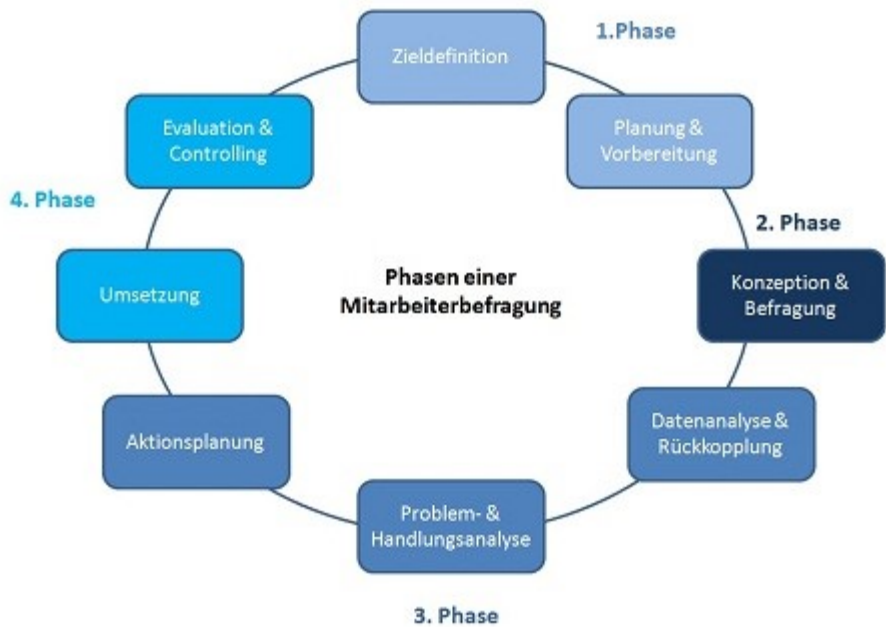 Zieldefinition
1.Phase
Planung &
Vorbereitung
2. Phase
Konzeption &
Befragung
Datenanalyse &
Rückkopplung
Problem- &
Handlungsanalyse
3. Phase
Aktionsplanung
Umsetzung
4. Phase
Evaluation &
Controlling
Phasen einer
Mitarbeiterbefragung